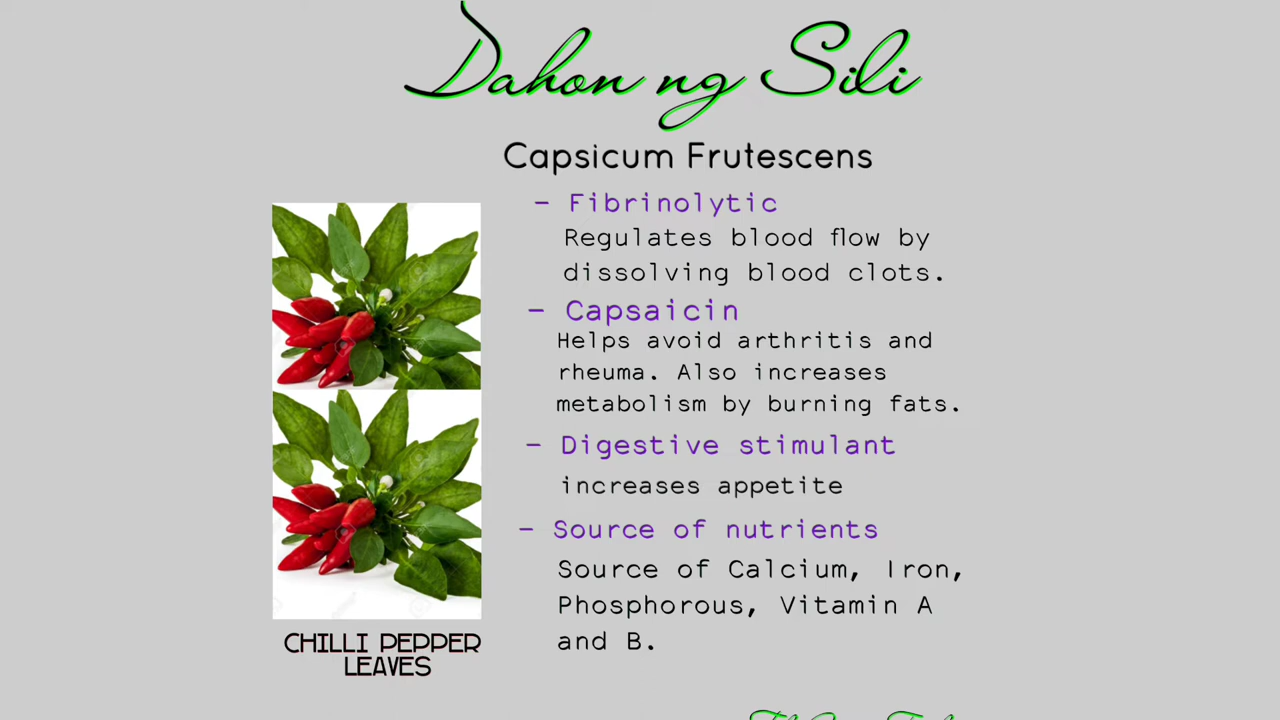 Dahon ng Sili
Capsicum Frutescens
- Fibrinolytic
Regulates blood flow by
dissolving blood clots.
- Capsaicin
Helps avoid arthritis and
rheuma. Also increases
metabolism by burning fats.
- Digestive stimulant
increases appetite
- Source of nutrients
Source of Calcium, Iron,
Phosphorous, Vitamin A
and B.
CHILLI PEPPER
LEAVES